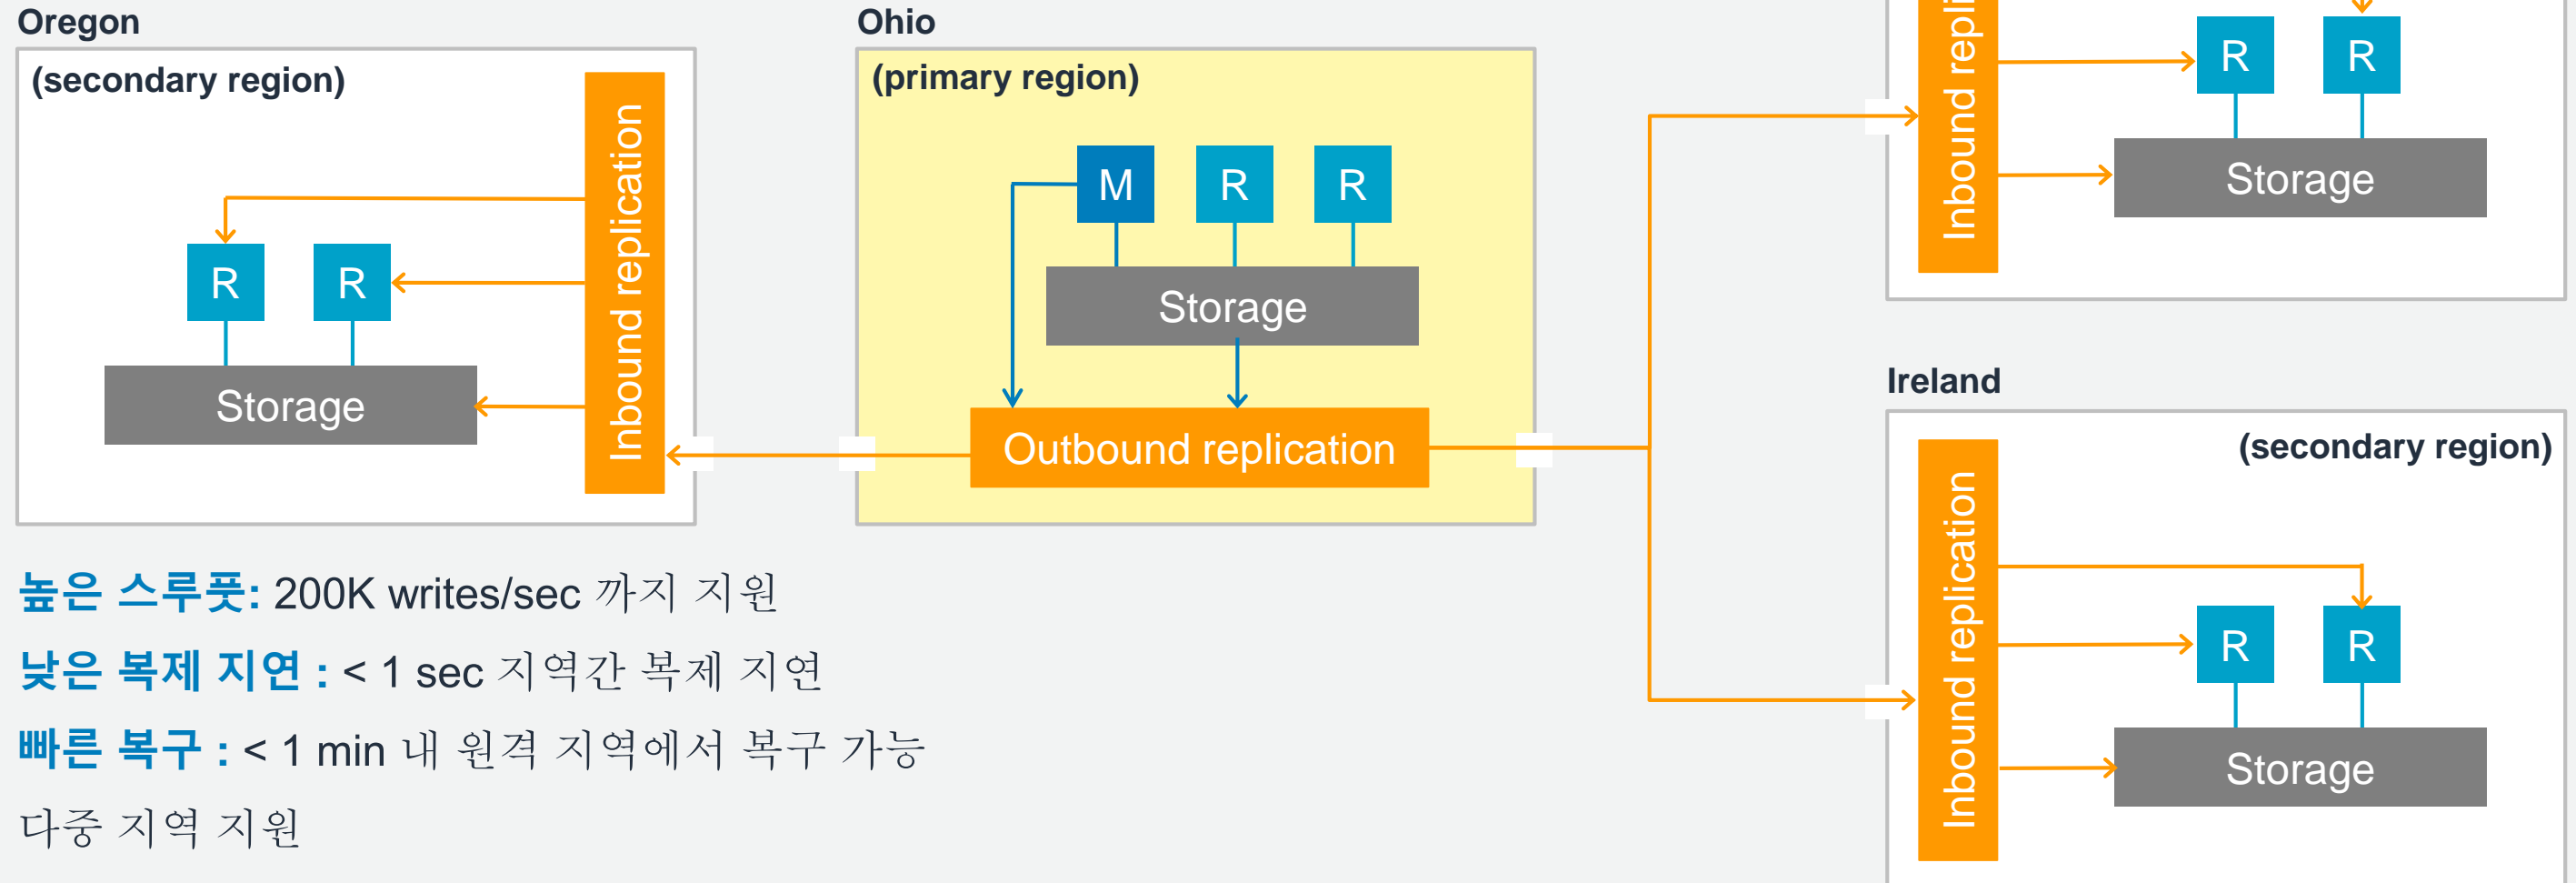 Oregon
(secondary region)
Inbound replication
R
R
Storage
Ohio
(primary region)
M
R
R
Storage
Outbound replication
R
R
Storage
Ireland
(secondary region)
Inbound replication
R
R
Storage
높은 스루풋: 200K writes/sec 까지 지원
낮은 복제 지연 : < 1 sec 지역간 복제 지연
빠른 복구 : < 1 min 내 원격 지역에서 복구 가능
다중 지역 지원